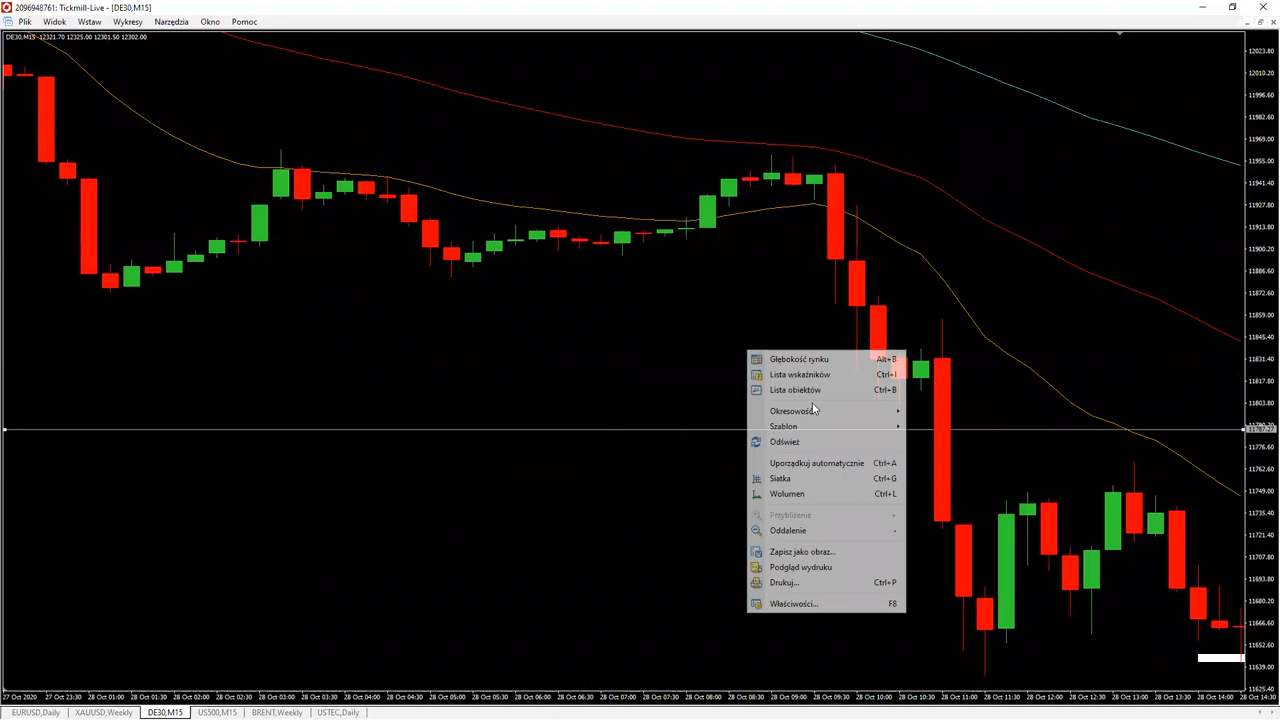 2096948761: Tickmill-Live - [DE30,M15]
Plik Widok Wstaw Wykresy Narzędzia Okno Pomoc
DE30,M15 12321.70 12325.00 12301.50 12302.00
12023.80
12010.20
11996.60
11982.60
11969.00
11955.00
11941.40
11927.80
11913.80
11900.20
11886.60
11872.60
11859.00
11845.40
11831.40
11817.80
11803.80
11776.60
11762.60
11749.00
11735.40
11721.40
11707.80
11693.80
11680.20
11666.60
11652.60
11639.00
11625.40
Głębokość rynku Alt+B
Lista wskaźników Ctrl+I
Lista obiektów Ctrl+B
Okresowość
Szablon
Odśwież
Uporządkuj automatycznie Ctrl+A
Siatka Ctrl+G
Wolumen Ctrl+L
Przybliżenie +
Oddalenie -
Zapisz jako obraz...
Podgląd wydruku
Drukuj... Ctrl+P
Właściwości... F8
27 Oct 2020 27 Oct 23:30 28 Oct 01:00 28 Oct 01:30 28 Oct 02:00 28 Oct 02:30 28 Oct 03:00 28 Oct 03:30 28 Oct 04:00 28 Oct 04:30 28 Oct 05:00 28 Oct 05:30 28 Oct 06:00 28 Oct 06:30 28 Oct 07:00 28 Oct 07:30 28 Oct 08:00 28 Oct 08:30 28 Oct 09:00 28 Oct 09:30 28 Oct 10:00 28 Oct 10:30 28 Oct 11:00 28 Oct 11:30 28 Oct 12:00 28 Oct 12:30 28 Oct 13:00 28 Oct 13:30 28 Oct 14:00 28 Oct 14:30
EURUSD,Daily XAUUSD,Weekly DE30,M15 US500,M15 BRENT,Weekly USTEC,Daily